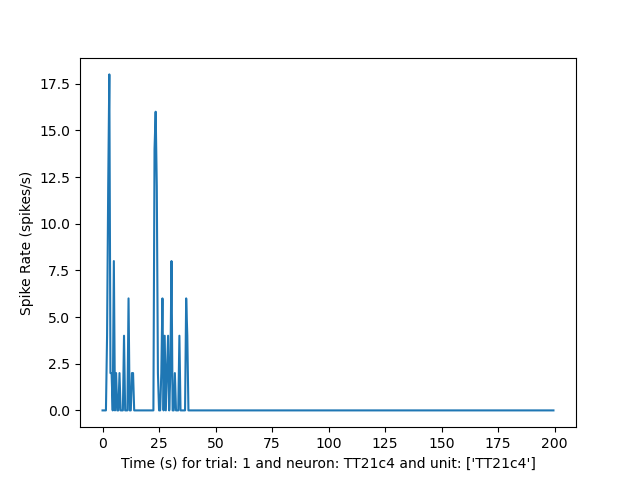 17.5
15.0
12.5
10.0
7.5
5.0
2.5
0.0
Spike Rate (spikes/s)
0 25 50 75 100 125 150 175 200
Time (s) for trial: 1 and neuron: TT21c4 and unit: ['TT21c4']